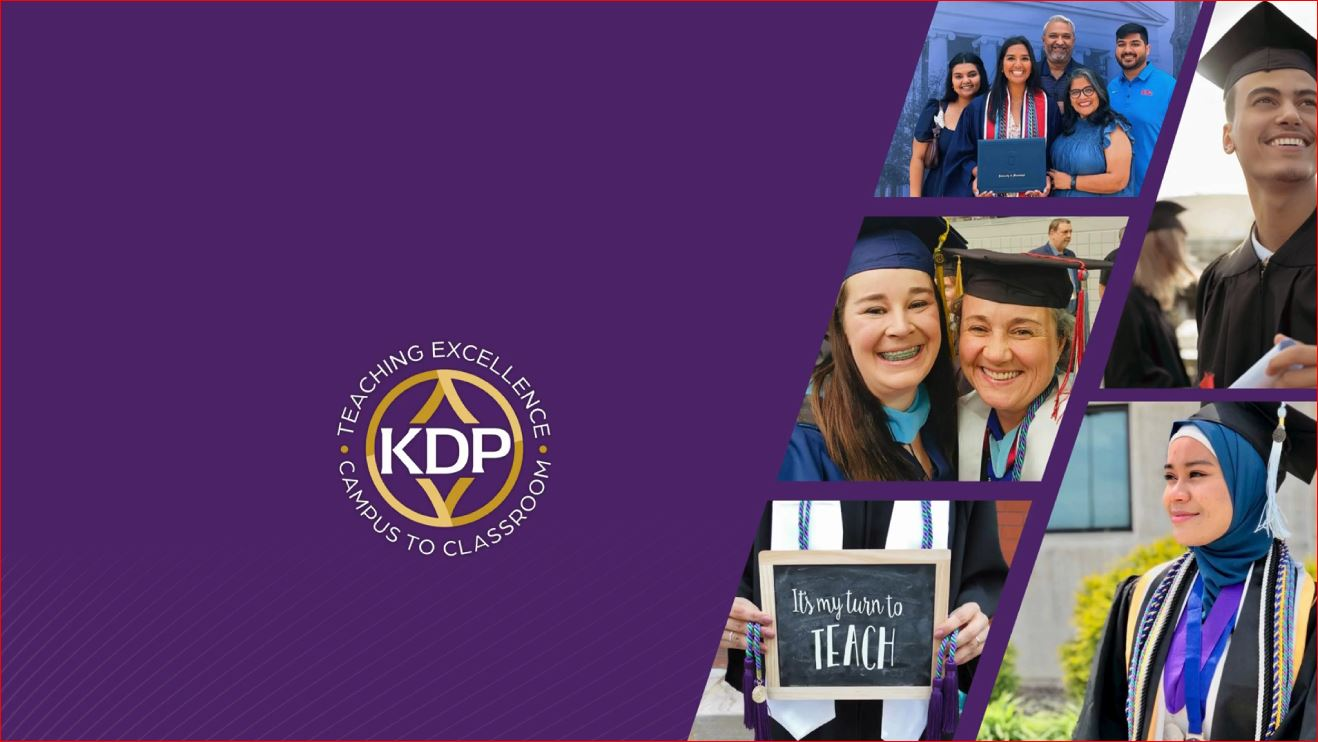 TEACHING EXCELLENCE
KDP
CAMPUS TO CLASSROOM
It's my turn to
TEACH